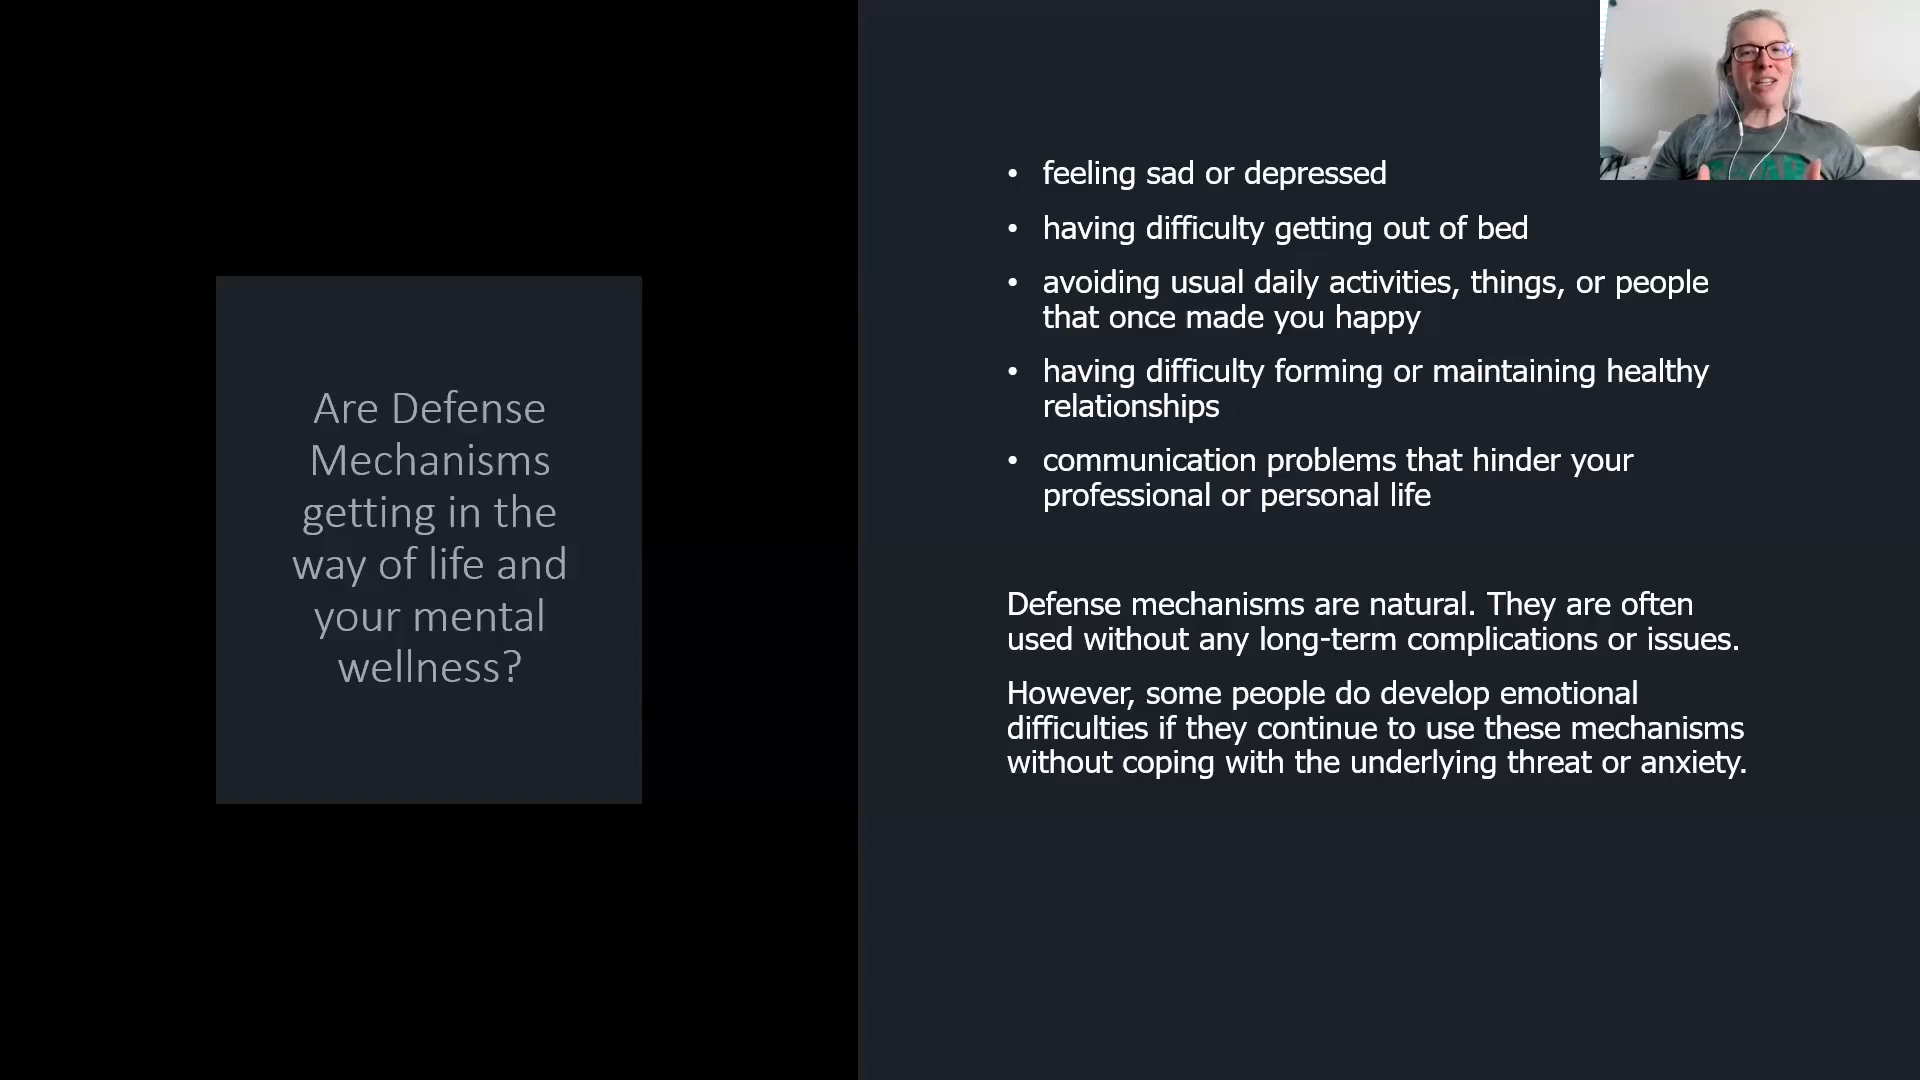 Are Defense
Mechanisms
getting in the
way of life and
your mental
wellness?
• feeling sad or depressed
• having difficulty getting out of bed
• avoiding usual daily activities, things, or people
that once made you happy
• having difficulty forming or maintaining healthy
relationships
• communication problems that hinder your
professional or personal life
Defense mechanisms are natural. They are often
used without any long-term complications or issues.
However, some people do develop emotional
difficulties if they continue to use these mechanisms
without coping with the underlying threat or anxiety.